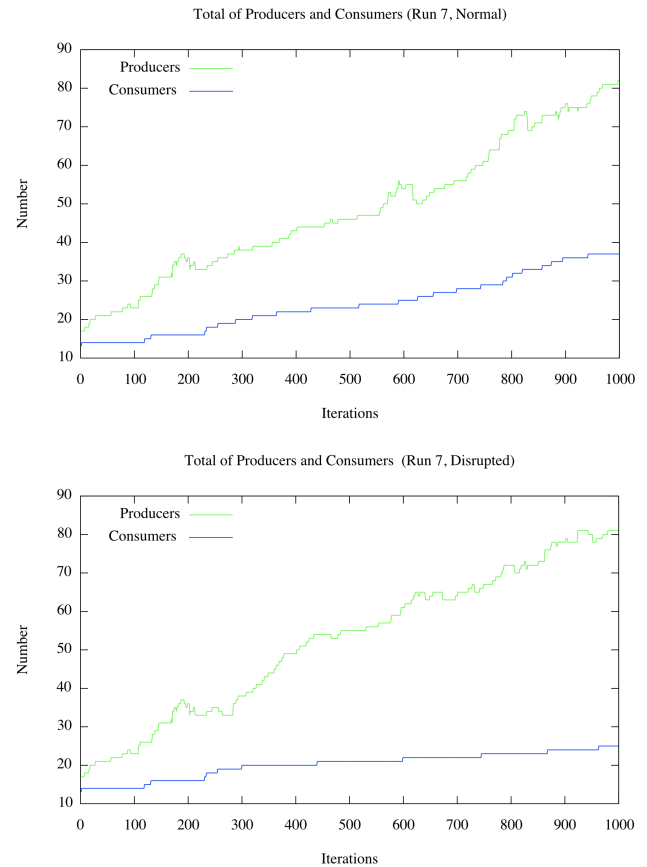 Total of Producers and Consumers (Run 7, Normal)
90
80
70
60
50
40
30
20
10
Number
Producers
Consumers
0 100 200 300 400 500 600 700 800 900 1000
Iterations
Total of Producers and Consumers (Run 7, Disrupted)
90
80
70
60
50
40
30
20
10
Number
Producers
Consumers
0 100 200 300 400 500 600 700 800 900 1000
Iterations